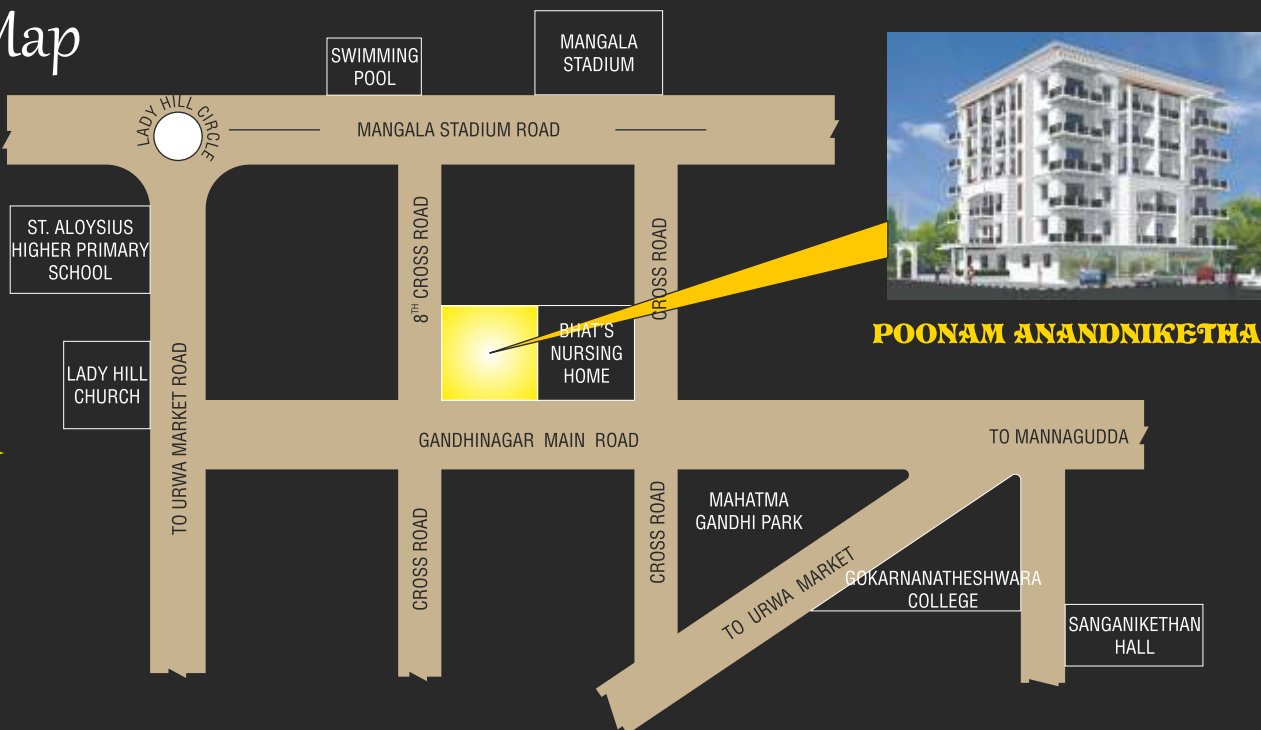 Map
SWIMMING
POOL
MANGALA
STADIUM
LADY HILL CIRCLE
MANGALA STADIUM ROAD
ST. ALOYSIUS
HIGHER PRIMARY
SCHOOL
8TH CROSS ROAD
CROSS ROAD
BHAT'S
NURSING
HOME
POONAM ANANDNIKETHA
LADY HILL
CHURCH
TO URWA MARKET ROAD
GANDHINAGAR MAIN ROAD
TO MANNAGUDDA
CROSS ROAD
CROSS ROAD
MAHATMA
GANDHI PARK
TO URWA MARKET
GOKARNANATHESHWARA
COLLEGE
SANGANIKETHAN
HALL